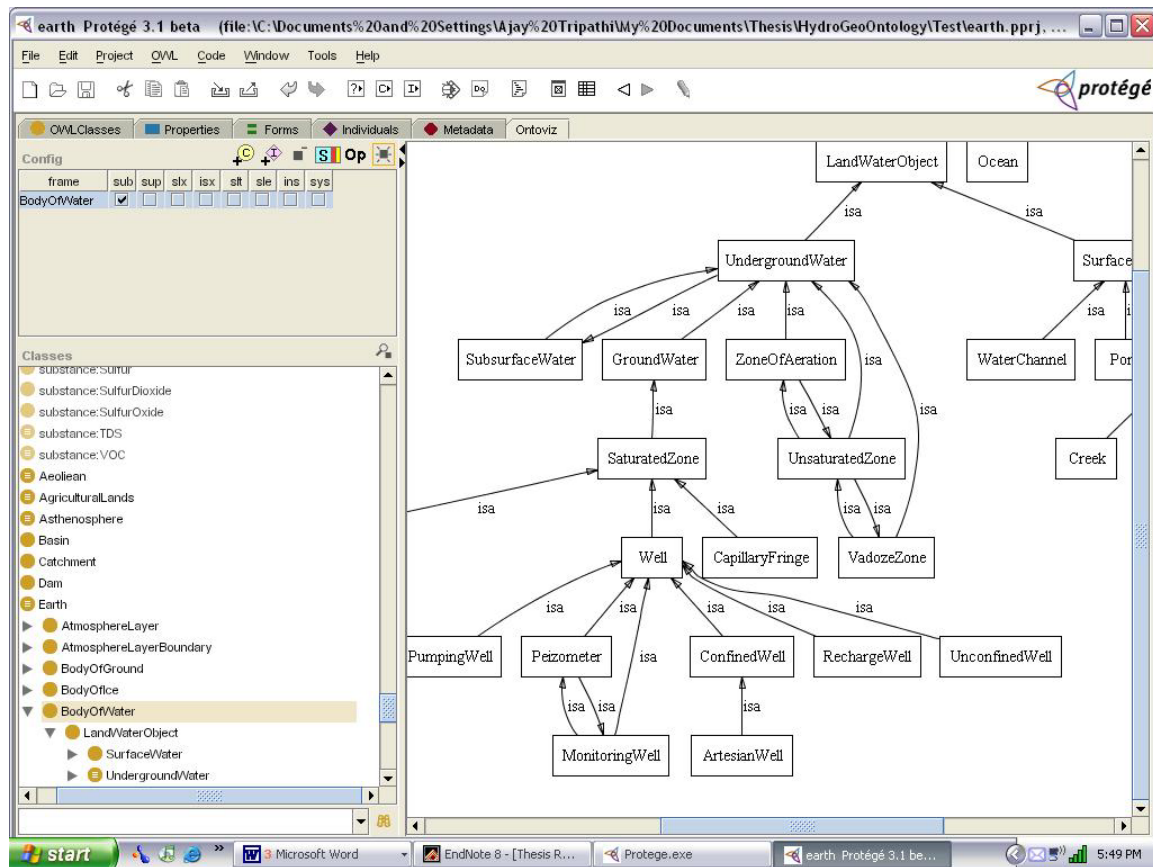 earth Protégé 3.1 beta (file:\C:\Documents%20and%20Settings\Ajay%20Tripathi\My%20Documents\Thesis\HydroGeoOntology\Test\earth.pprj, ...
File Edit Project OWL Code Window Tools Help
protégé
OWLClasses Properties Forms Individuals Metadata Ontoviz
Config
C I S Op
frame sub sup slx isx slt sle ins sys
BodyOfWater
Classes
substance:Sulfur
substance:SulfurDioxide
substance:SulfurOxide
substance:TDS
substance:VOC
Aeoliean
AgriculturalLands
Asthenosphere
Basin
Catchment
Dam
Earth
AtmosphereLayer
AtmosphereLayerBoundary
BodyOfGround
BodyOfIce
BodyOfWater
LandWaterObject
SurfaceWater
UndergroundWater
LandWaterObject Ocean
isa isa
UndergroundWater Surface
isa isa isa isa
SubsurfaceWater GroundWater ZoneOfAeration WaterChannel Por
isa isa isa isa isa
SaturatedZone UnsaturatedZone Creek
isa isa isa isa isa
Well CapillaryFringe VadozeZone
isa isa isa isa isa
PumpingWell Peizometer isa ConfinedWell RechargeWell UnconfinedWell
isa isa isa
MonitoringWell ArtesianWell
start 3 Microsoft Word EndNote 8 - [Thesis R... Protege.exe earth Protégé 3.1 be... 5:49 PM